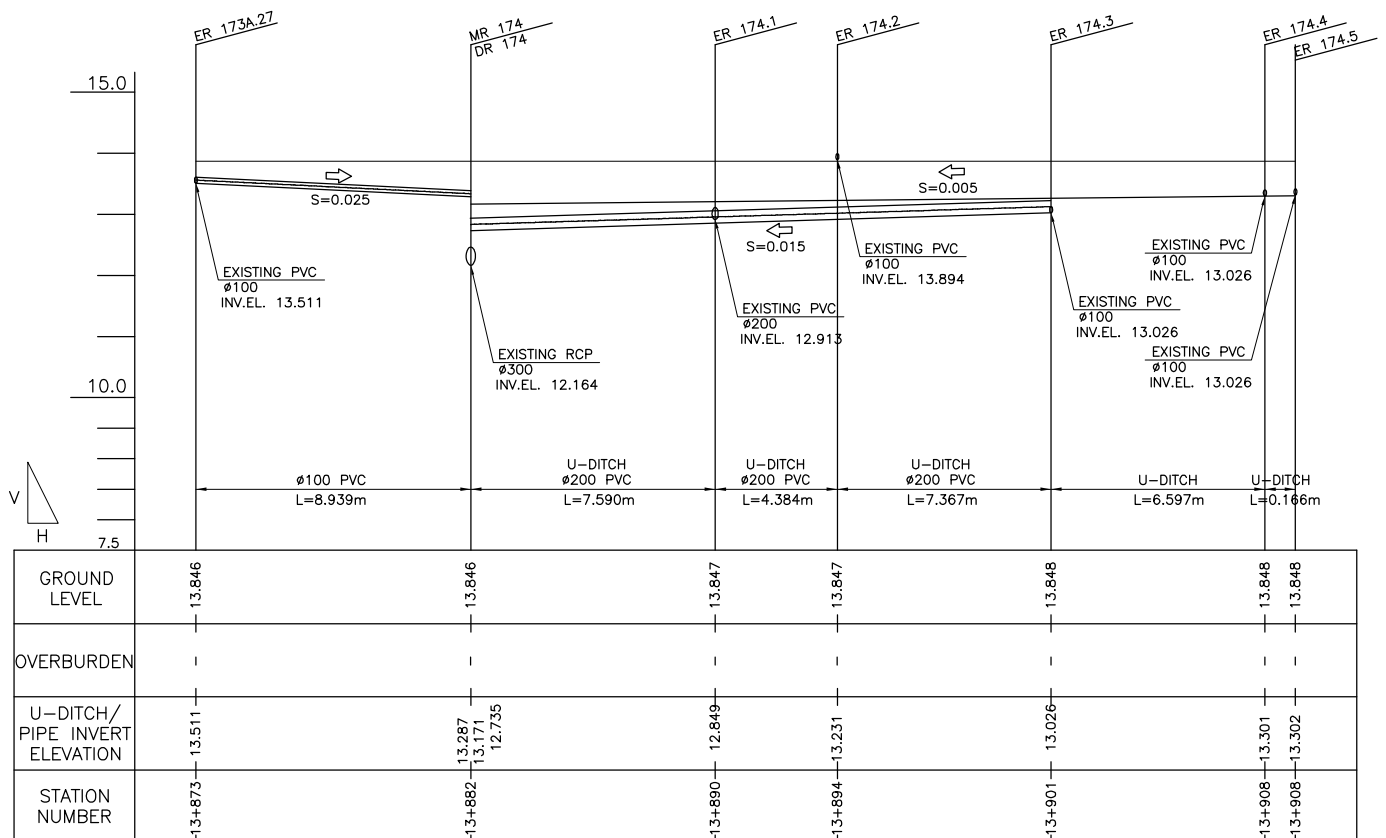 ER 173A.27
MR 174
DR 174
ER 174.1
ER 174.2
ER 174.3
ER 174.4
ER 174.5
15.0
S=0.025
S=0.005
S=0.015
EXISTING PVC
ø100
INV.EL. 13.511
EXISTING RCP
ø300
INV.EL. 12.164
EXISTING PVC
ø200
INV.EL. 12.913
EXISTING PVC
ø100
INV.EL. 13.894
EXISTING PVC
ø100
INV.EL. 13.026
EXISTING PVC
ø100
INV.EL. 13.026
EXISTING PVC
ø100
INV.EL. 13.026
10.0
V
H
7.5
ø100 PVC
L=8.939m
U-DITCH
ø200 PVC
L=7.590m
U-DITCH
ø200 PVC
L=4.384m
U-DITCH
ø200 PVC
L=7.367m
U-DITCH
L=6.597m
U-DITCH
L=0.166m
GROUND
LEVEL
13.846
13.846
13.847
13.847
13.848
13.848
13.848
OVERBURDEN
- - - - - - -
U-DITCH/
PIPE INVERT
ELEVATION
13.511
13.287
13.171
12.735
12.849
13.231
13.026
13.301
13.302
STATION
NUMBER
13+873
13+882
13+890
13+894
13+901
13+908
13+908